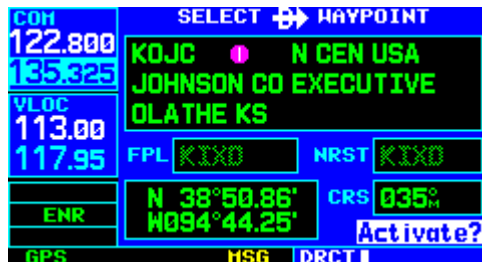 COM
SELECT D WAYPOINT
122.800
135.325
KOJC N CEN USA
JOHNSON CO EXECUTIVE
OLATHE KS
VLOC
113.00
117.95
FPL KIXD NRST KIXD
N 38°50.86'
W094°44.25'
CRS 035°M
ENR
Activate?
GPS MSG DRCT